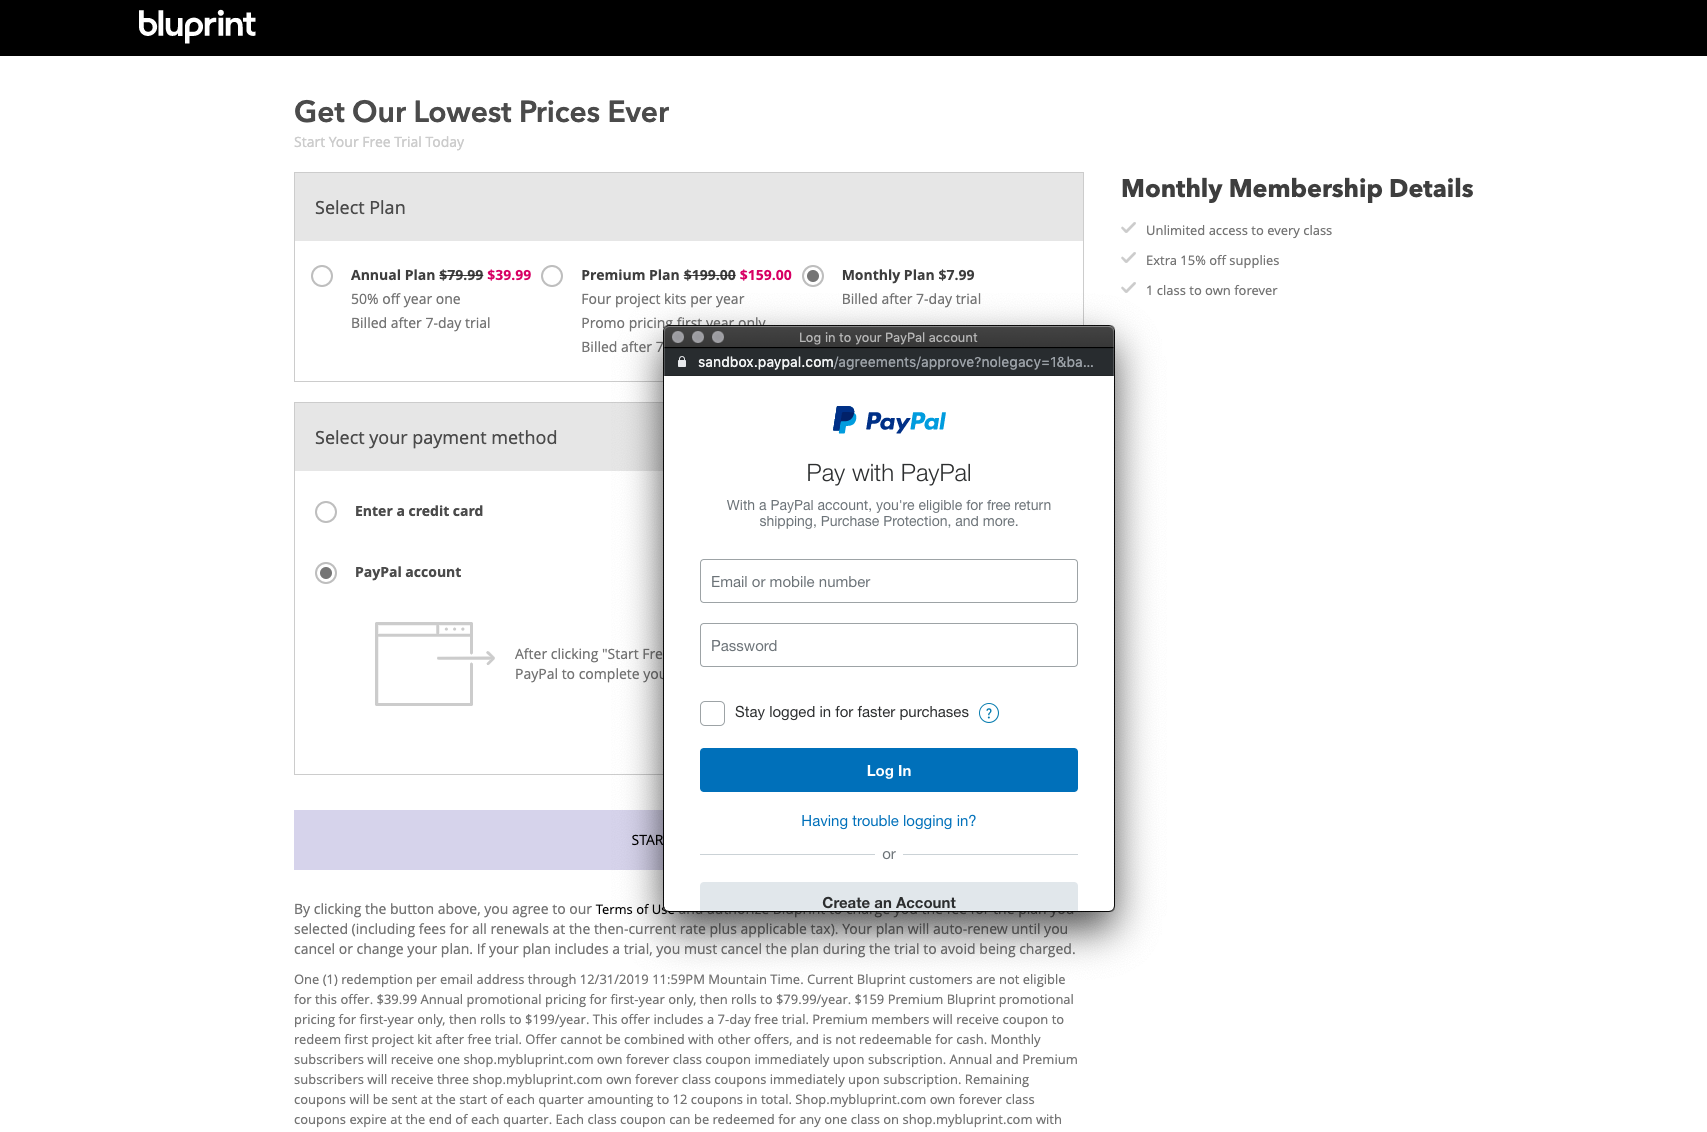 bluprint
Get Our Lowest Prices Ever
Start Your Free Trial Today
Select Plan
Annual Plan $79.99 $39.99
50% off year one
Billed after 7-day trial
Premium Plan $199.00 $159.00
Four project kits per year
Promo pricing first year only
Billed after 7
Monthly Plan $7.99
Billed after 7-day trial
Monthly Membership Details
Unlimited access to every class
Extra 15% off supplies
1 class to own forever
Select your payment method
Enter a credit card
PayPal account
After clicking "Start Fre
PayPal to complete you
STAR
Log in to your PayPal account
sandbox.paypal.com/agreements/approve?nolegacy=1&ba...
PayPal
Pay with PayPal
With a PayPal account, you're eligible for free return
shipping, Purchase Protection, and more.
Email or mobile number
Password
Stay logged in for faster purchases ?
Log In
Having trouble logging in?
or
Create an Account
By clicking the button above, you agree to our Terms of Use and authorize Bluprint to charge you the fee for the plan you
selected (including fees for all renewals at the then-current rate plus applicable tax). Your plan will auto-renew until you
cancel or change your plan. If your plan includes a trial, you must cancel the plan during the trial to avoid being charged.
One (1) redemption per email address through 12/31/2019 11:59PM Mountain Time. Current Bluprint customers are not eligible
for this offer. $39.99 Annual promotional pricing for first-year only, then rolls to $79.99/year. $159 Premium Bluprint promotional
pricing for first-year only, then rolls to $199/year. This offer includes a 7-day free trial. Premium members will receive coupon to
redeem first project kit after free trial. Offer cannot be combined with other offers, and is not redeemable for cash. Monthly
subscribers will receive one shop.mybluprint.com own forever class coupon immediately upon subscription. Annual and Premium
subscribers will receive three shop.mybluprint.com own forever class coupons immediately upon subscription. Remaining
coupons will be sent at the start of each quarter amounting to 12 coupons in total. Shop.mybluprint.com own forever class
coupons expire at the end of each quarter. Each class coupon can be redeemed for any one class on shop.mybluprint.com with